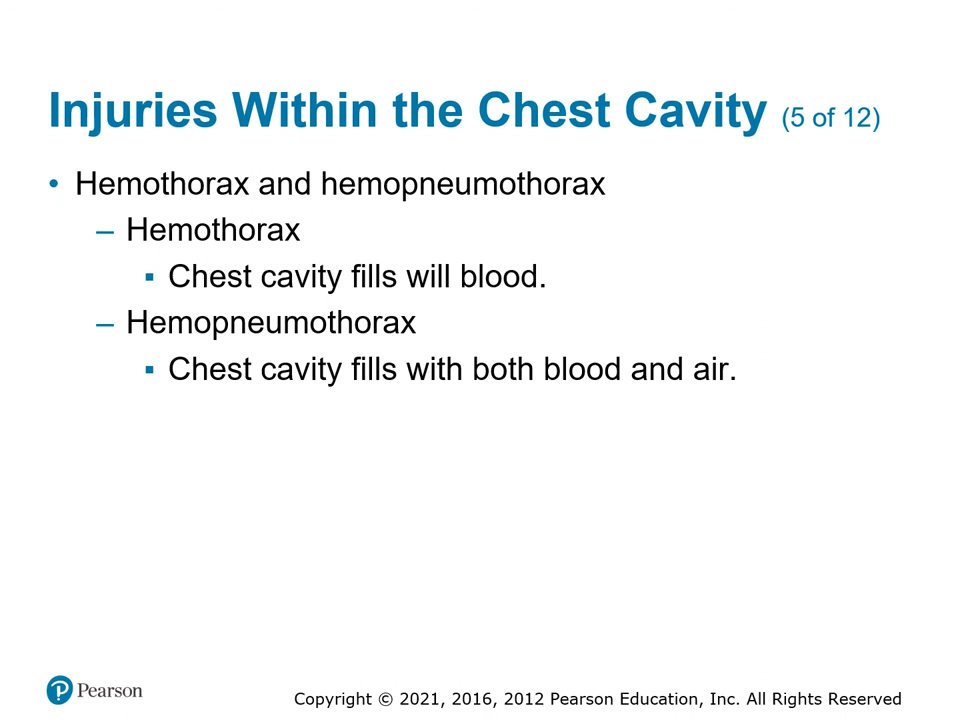 Injuries Within the Chest Cavity (5 of 12)
• Hemothorax and hemopneumothorax
– Hemothorax
▪ Chest cavity fills will blood.
– Hemopneumothorax
▪ Chest cavity fills with both blood and air.
Pearson
Copyright © 2021, 2016, 2012 Pearson Education, Inc. All Rights Reserved